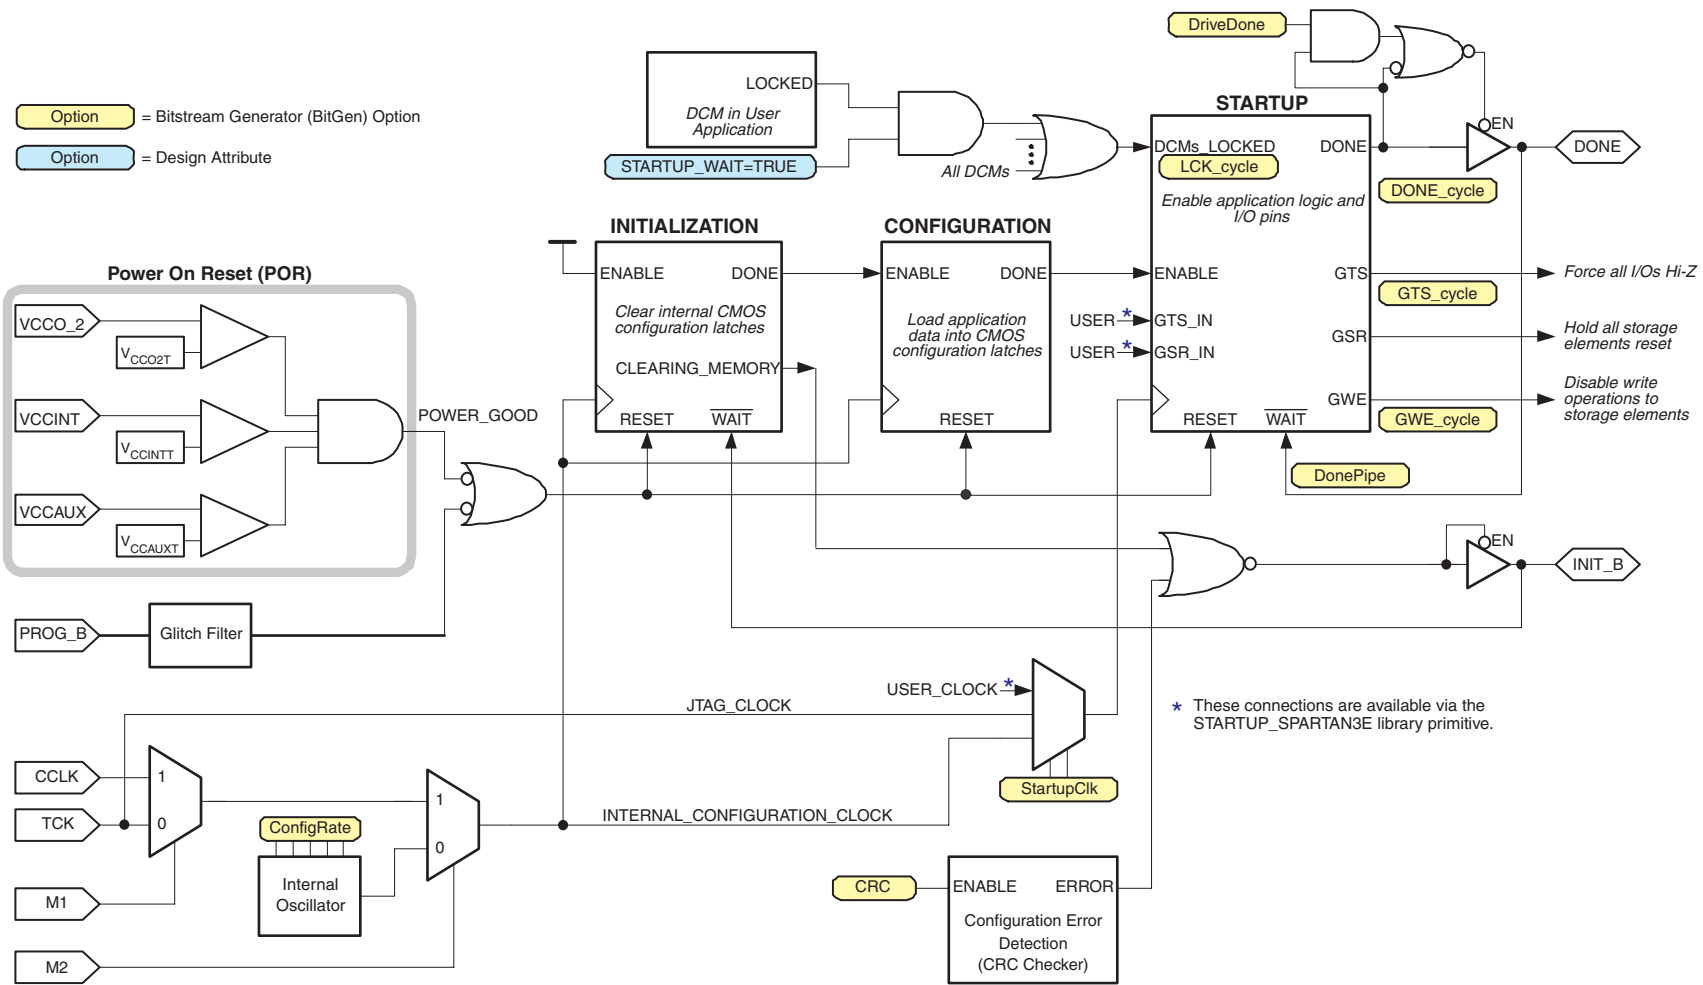 DriveDone
Option = Bitstream Generator (BitGen) Option
Option = Design Attribute
LOCKED
DCM in User
Application
STARTUP_WAIT=TRUE
All DCMs
STARTUP
DCMs_LOCKED
LCK_cycle
DONE
Enable application logic and
I/O pins
ENABLE
GTS
USER * GTS_IN
USER * GSR_IN
GSR
GWE
RESET
WAIT
EN
DONE
DONE_cycle
GTS_cycle
Force all I/Os Hi-Z
Hold all storage
elements reset
Disable write
operations to
storage elements
GWE_cycle
DonePipe
INITIALIZATION
ENABLE
DONE
Clear internal CMOS
configuration latches
CLEARING_MEMORY
RESET
WAIT
CONFIGURATION
ENABLE
DONE
Load application
data into CMOS
configuration latches
RESET
Power On Reset (POR)
VCCO_2
VCCO2T
VCCINT
VCCINTT
VCCAUX
VCCAUXT
POWER_GOOD
PROG_B
Glitch Filter
EN
INIT_B
USER_CLOCK *
JTAG_CLOCK
* These connections are available via the
STARTUP_SPARTAN3E library primitive.
StartupClk
CCLK
TCK
1
0
M1
M2
ConfigRate
Internal
Oscillator
1
0
INTERNAL_CONFIGURATION_CLOCK
CRC
ENABLE
ERROR
Configuration Error
Detection
(CRC Checker)